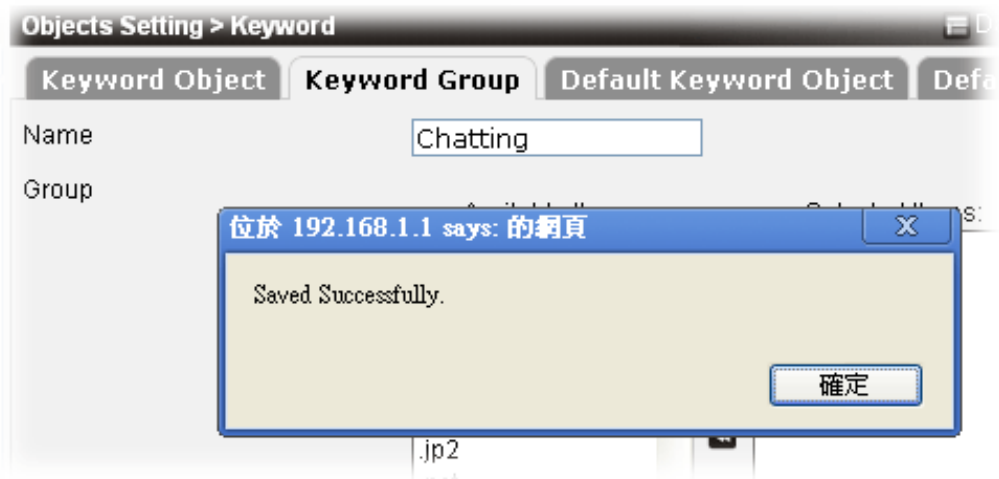 Objects Setting > Keyword
Keyword Object
Keyword Group
Default Keyword Object
Name
Chatting
Group
位於 192.168.1.1 says: 的網頁
X
Saved Successfully.
確定
.jp2